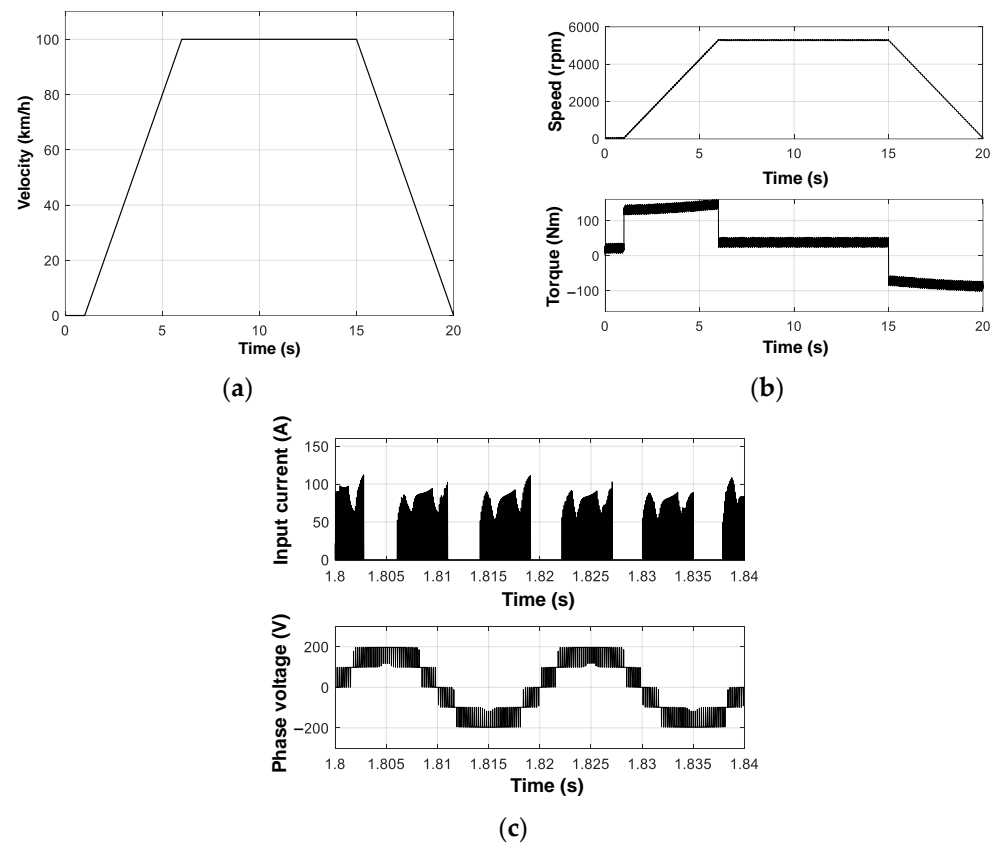 100
80
60
40
20
0
Velocity (km/h)
0 5 10 15 20
Time (s)
(a)
6000
4000
2000
0
Speed (rpm)
0 5 10 15 20
Time (s)
100
0
−100
Torque (Nm)
0 5 10 15 20
Time (s)
(b)
150
100
50
0
Input current (A)
1.8 1.805 1.81 1.815 1.82 1.825 1.83 1.835 1.84
Time (s)
200
0
−200
Phase voltage (V)
1.8 1.805 1.81 1.815 1.82 1.825 1.83 1.835 1.84
Time (s)
(c)